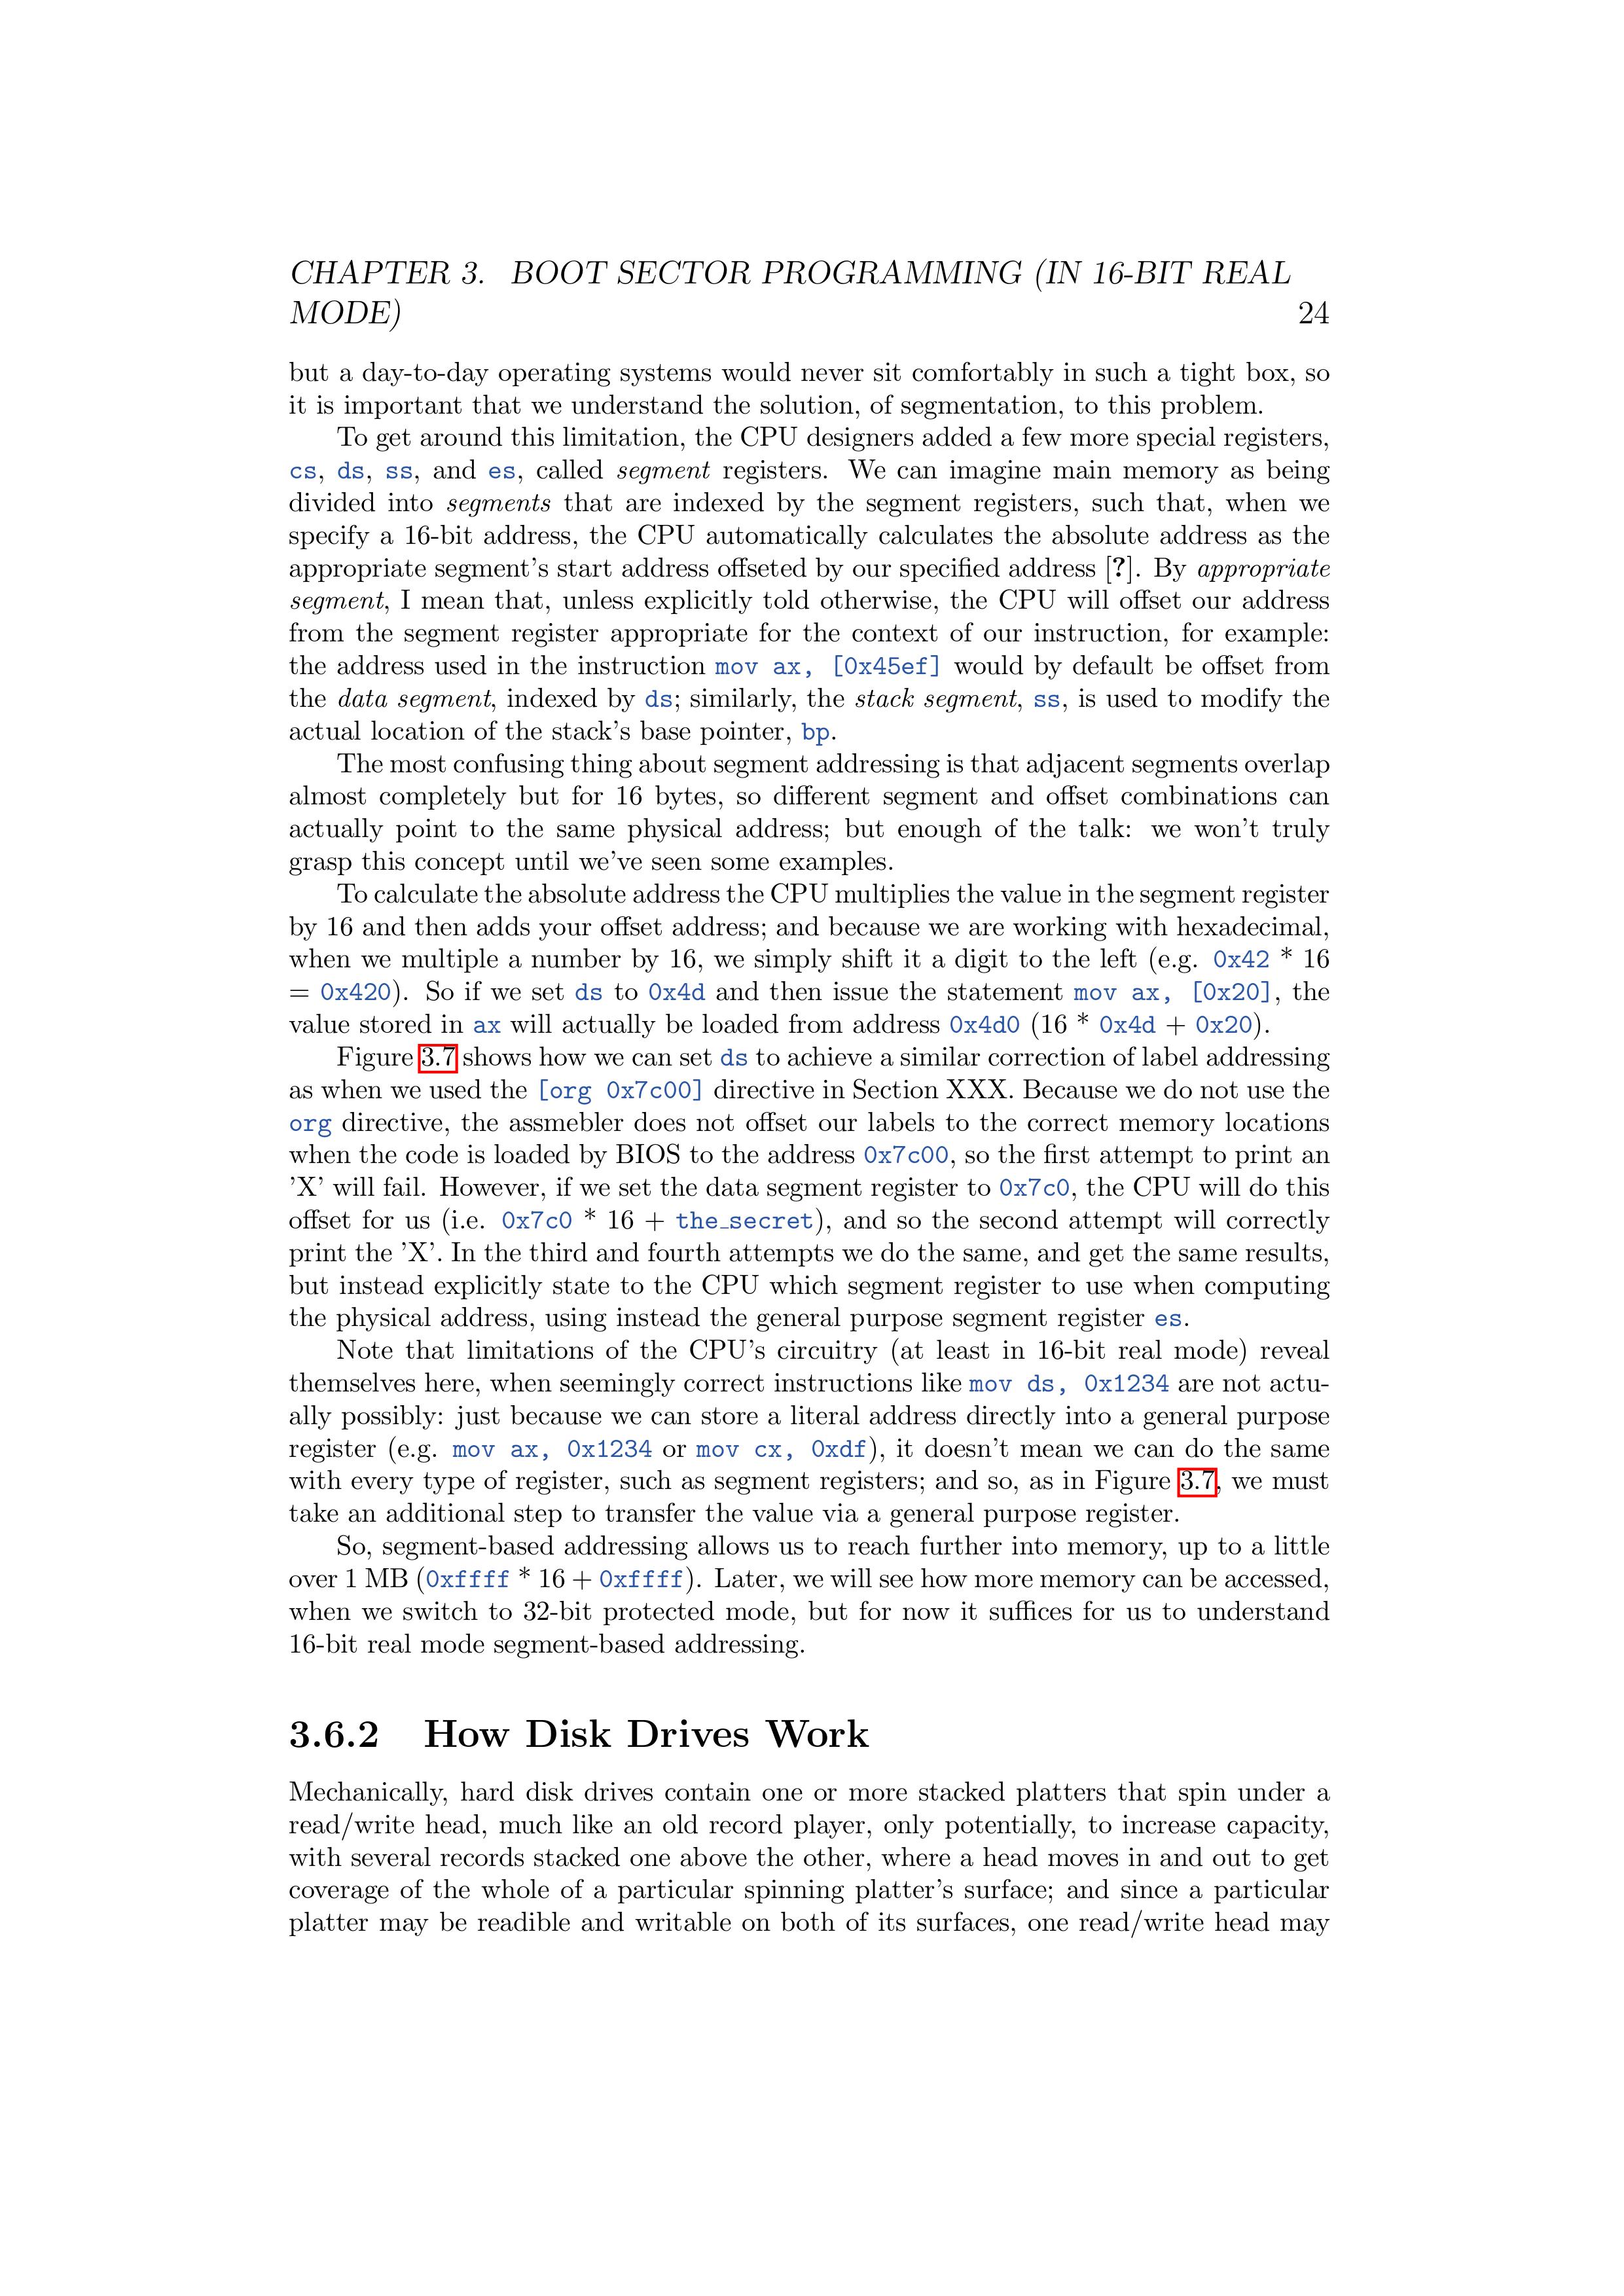 CHAPTER 3. BOOT SECTOR PROGRAMMING (IN 16-BIT REAL
MODE) 24
but a day-to-day operating systems would never sit comfortably in such a tight box, so
it is important that we understand the solution, of segmentation, to this problem.
To get around this limitation, the CPU designers added a few more special registers,
cs, ds, ss, and es, called segment registers. We can imagine main memory as being
divided into segments that are indexed by the segment registers, such that, when we
specify a 16-bit address, the CPU automatically calculates the absolute address as the
appropriate segment's start address offseted by our specified address [?]. By appropriate
segment, I mean that, unless explicitly told otherwise, the CPU will offset our address
from the segment register appropriate for the context of our instruction, for example:
the address used in the instruction mov ax, [0x45ef] would by default be offset from
the data segment, indexed by ds; similarly, the stack segment, ss, is used to modify the
actual location of the stack's base pointer, bp.
The most confusing thing about segment addressing is that adjacent segments overlap
almost completely but for 16 bytes, so different segment and offset combinations can
actually point to the same physical address; but enough of the talk: we won't truly
grasp this concept until we've seen some examples.
To calculate the absolute address the CPU multiplies the value in the segment register
by 16 and then adds your offset address; and because we are working with hexadecimal,
when we multiple a number by 16, we simply shift it a digit to the left (e.g. 0x42 * 16
= 0x420). So if we set ds to 0x4d and then issue the statement mov ax, [0x20], the
value stored in ax will actually be loaded from address 0x4d0 (16 * 0x4d + 0x20).
Figure 3.7 shows how we can set ds to achieve a similar correction of label addressing
as when we used the [org 0x7c00] directive in Section XXX. Because we do not use the
org directive, the assmebler does not offset our labels to the correct memory locations
when the code is loaded by BIOS to the address 0x7c00, so the first attempt to print an
'X' will fail. However, if we set the data segment register to 0x7c0, the CPU will do this
offset for us (i.e. 0x7c0 * 16 + the_secret), and so the second attempt will correctly
print the 'X'. In the third and fourth attempts we do the same, and get the same results,
but instead explicitly state to the CPU which segment register to use when computing
the physical address, using instead the general purpose segment register es.
Note that limitations of the CPU's circuitry (at least in 16-bit real mode) reveal
themselves here, when seemingly correct instructions like mov ds, 0x1234 are not actu-
ally possibly: just because we can store a literal address directly into a general purpose
register (e.g. mov ax, 0x1234 or mov cx, 0xdf), it doesn't mean we can do the same
with every type of register, such as segment registers; and so, as in Figure 3.7, we must
take an additional step to transfer the value via a general purpose register.
So, segment-based addressing allows us to reach further into memory, up to a little
over 1 MB (0xffff * 16 + 0xffff). Later, we will see how more memory can be accessed,
when we switch to 32-bit protected mode, but for now it suffices for us to understand
16-bit real mode segment-based addressing.
3.6.2 How Disk Drives Work
Mechanically, hard disk drives contain one or more stacked platters that spin under a
read/write head, much like an old record player, only potentially, to increase capacity,
with several records stacked one above the other, where a head moves in and out to get
coverage of the whole of a particular spinning platter's surface; and since a particular
platter may be readible and writable on both of its surfaces, one read/write head may